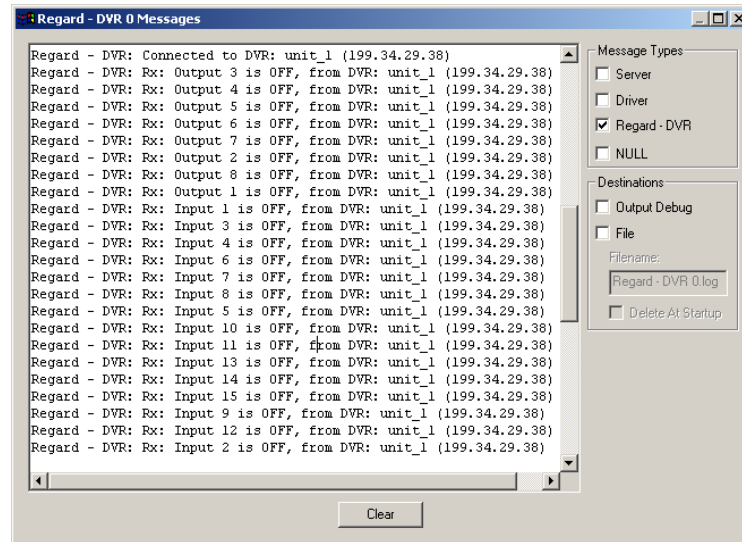 Regard - DVR 0 Messages
Regard - DVR: Connected to DVR: unit_1 (199.34.29.38)
Regard - DVR: Rx: Output 3 is OFF, from DVR: unit_1 (199.34.29.38)
Regard - DVR: Rx: Output 4 is OFF, from DVR: unit_1 (199.34.29.38)
Regard - DVR: Rx: Output 5 is OFF, from DVR: unit_1 (199.34.29.38)
Regard - DVR: Rx: Output 6 is OFF, from DVR: unit_1 (199.34.29.38)
Regard - DVR: Rx: Output 7 is OFF, from DVR: unit_1 (199.34.29.38)
Regard - DVR: Rx: Output 2 is OFF, from DVR: unit_1 (199.34.29.38)
Regard - DVR: Rx: Output 8 is OFF, from DVR: unit_1 (199.34.29.38)
Regard - DVR: Rx: Output 1 is OFF, from DVR: unit_1 (199.34.29.38)
Regard - DVR: Rx: Input 1 is OFF, from DVR: unit_1 (199.34.29.38)
Regard - DVR: Rx: Input 3 is OFF, from DVR: unit_1 (199.34.29.38)
Regard - DVR: Rx: Input 4 is OFF, from DVR: unit_1 (199.34.29.38)
Regard - DVR: Rx: Input 6 is OFF, from DVR: unit_1 (199.34.29.38)
Regard - DVR: Rx: Input 7 is OFF, from DVR: unit_1 (199.34.29.38)
Regard - DVR: Rx: Input 8 is OFF, from DVR: unit_1 (199.34.29.38)
Regard - DVR: Rx: Input 5 is OFF, from DVR: unit_1 (199.34.29.38)
Regard - DVR: Rx: Input 10 is OFF, from DVR: unit_1 (199.34.29.38)
Regard - DVR: Rx: Input 11 is OFF, from DVR: unit_1 (199.34.29.38)
Regard - DVR: Rx: Input 13 is OFF, from DVR: unit_1 (199.34.29.38)
Regard - DVR: Rx: Input 14 is OFF, from DVR: unit_1 (199.34.29.38)
Regard - DVR: Rx: Input 15 is OFF, from DVR: unit_1 (199.34.29.38)
Regard - DVR: Rx: Input 9 is OFF, from DVR: unit_1 (199.34.29.38)
Regard - DVR: Rx: Input 12 is OFF, from DVR: unit_1 (199.34.29.38)
Regard - DVR: Rx: Input 2 is OFF, from DVR: unit_1 (199.34.29.38)
Message Types
Server
Driver
Regard - DVR
NULL
Destinations
Output Debug
File
Filename:
Regard - DVR 0.log
Delete At Startup
Clear